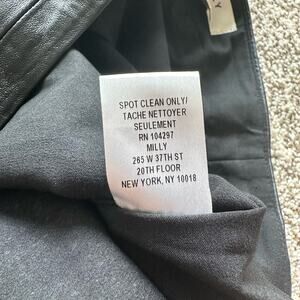 SPOT CLEAN ONLY/
TACHE NETTOYER
SEULEMENT
RN 104297
MILLY
265 W 37TH ST
20TH FLOOR
NEW YORK, NY 10018